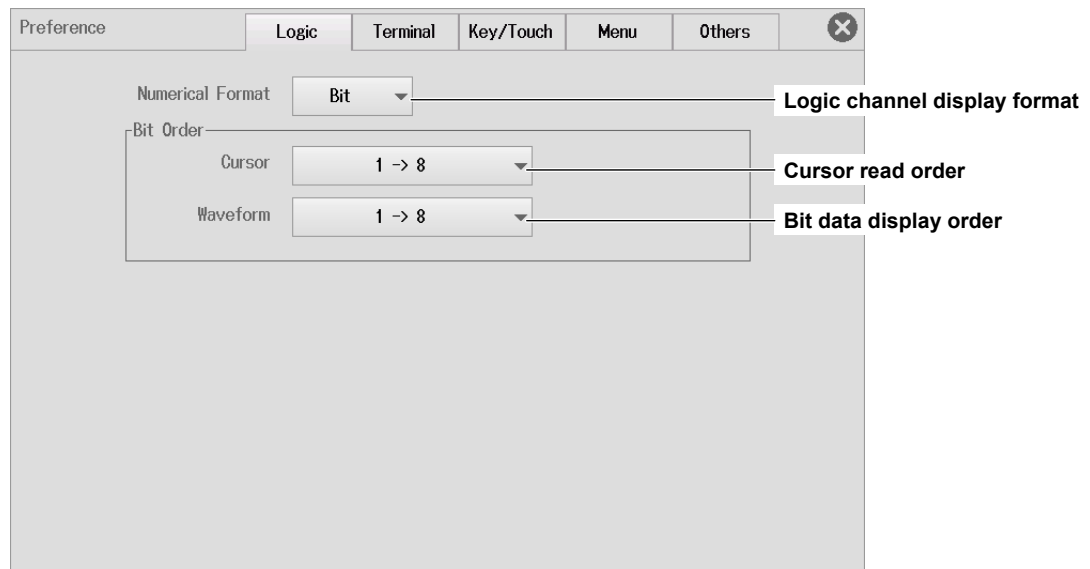 Preference Logic Terminal Key/Touch Menu Others
Numerical Format Bit Logic channel display format
Bit Order
Cursor 1 -> 8 Cursor read order
Waveform 1 -> 8 Bit data display order